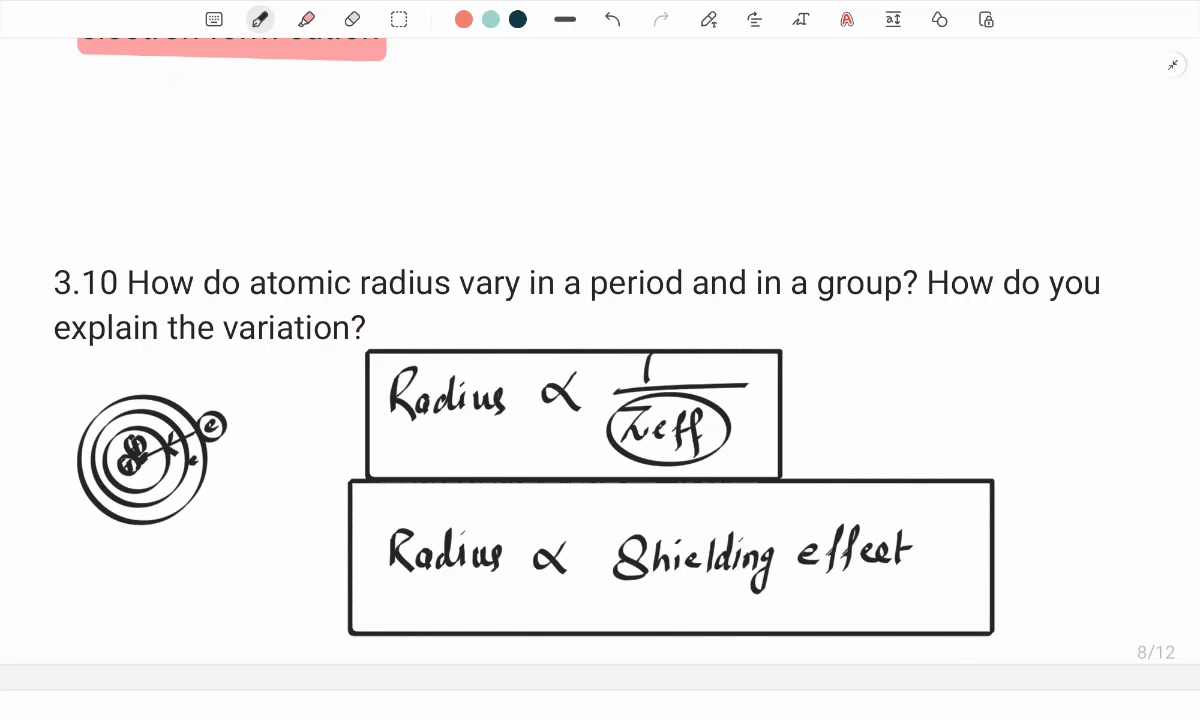 3.10 How do atomic radius vary in a period and in a group? How do you
explain the variation?
Radius ∝ 1/Zeff
e
Radius ∝ Shielding effect
8/12